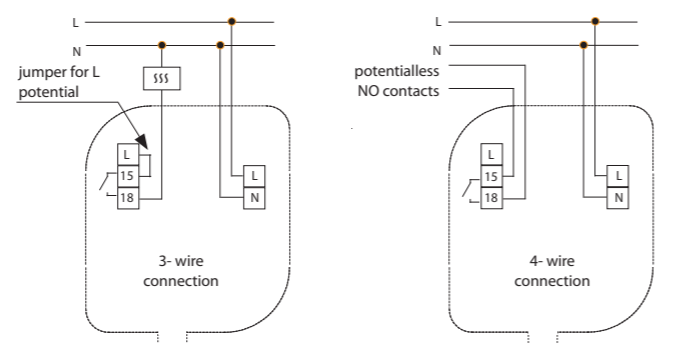 L
N
jumper for L
potential
L
15
18
L
N
3- wire
connection
L
N
potentialless
NO contacts
L
15
18
L
N
4- wire
connection